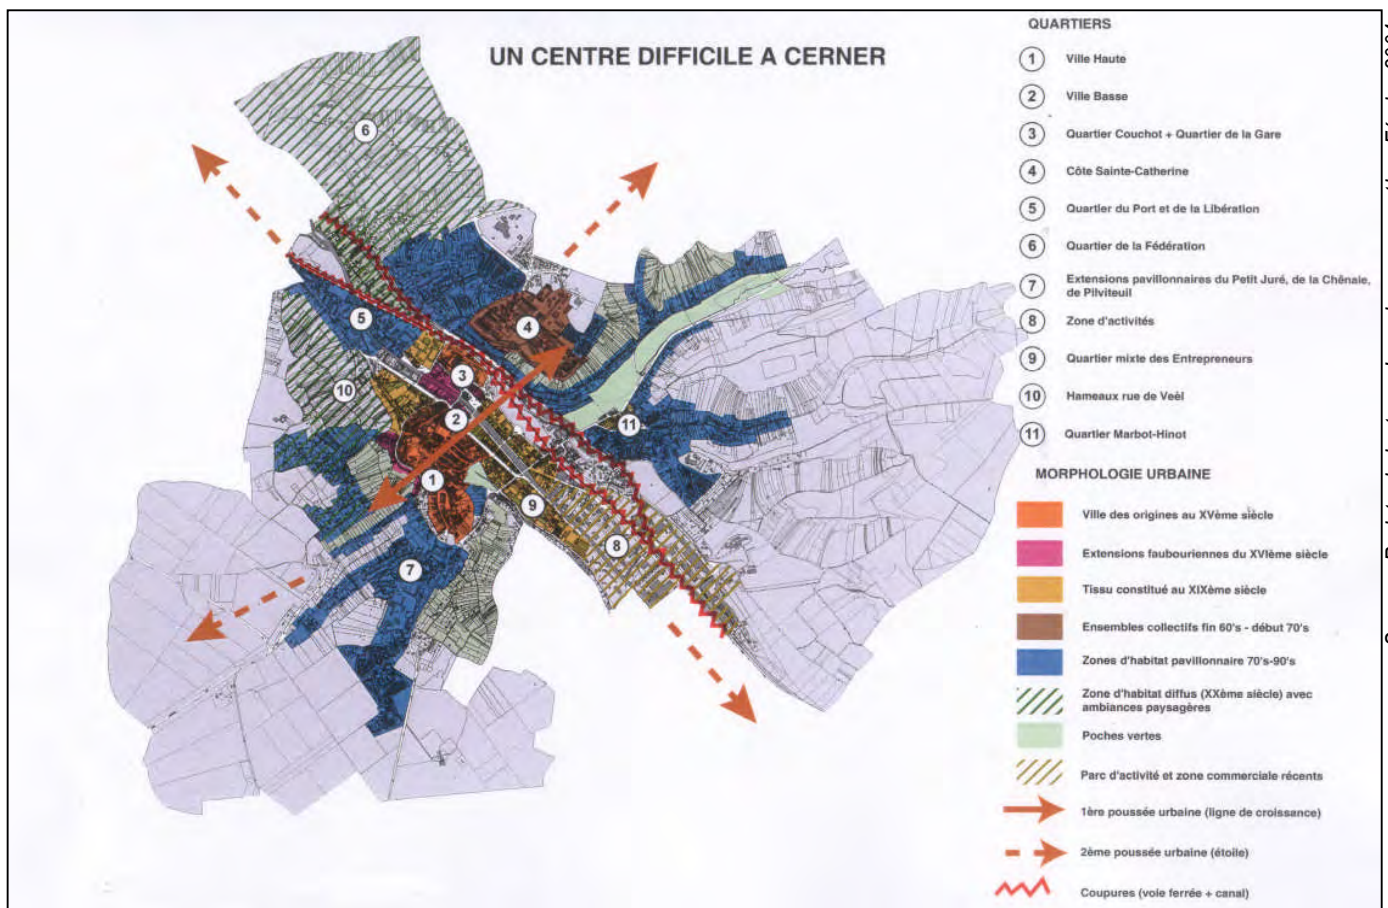 UN CENTRE DIFFICILE A CERNER
QUARTIERS
1 Ville Haute
2 Ville Basse
3 Quartier Couchot + Quartier de la Gare
4 Côte Sainte-Catherine
5 Quartier du Port et de la Libération
6 Quartier de la Fédération
7 Extensions pavillonnaires du Petit Juré, de la Chênale,
de Pilviteuil
8 Zone d'activités
9 Quartier mixte des Entrepreneurs
10 Hameaux rue de Veèl
11 Quartier Marbot-Hinot
MORPHOLOGIE URBAINE
Ville des origines au XVème siècle
Extensions faubouriennes du XVIème siècle
Tissu constitué au XIXème siècle
Ensembles collectifs fin 60's - début 70's
Zones d'habitat pavillonnaire 70's-90's
Zone d'habitat diffus (XXème siècle) avec
ambiances paysagères
Poches vertes
Parc d'activité et zone commerciale récents
1ère poussée urbaine (ligne de croissance)
2ème poussée urbaine (étoile)
Coupures (voie ferrée + canal)
6
4
5
3
10
2
11
1
9
8
7